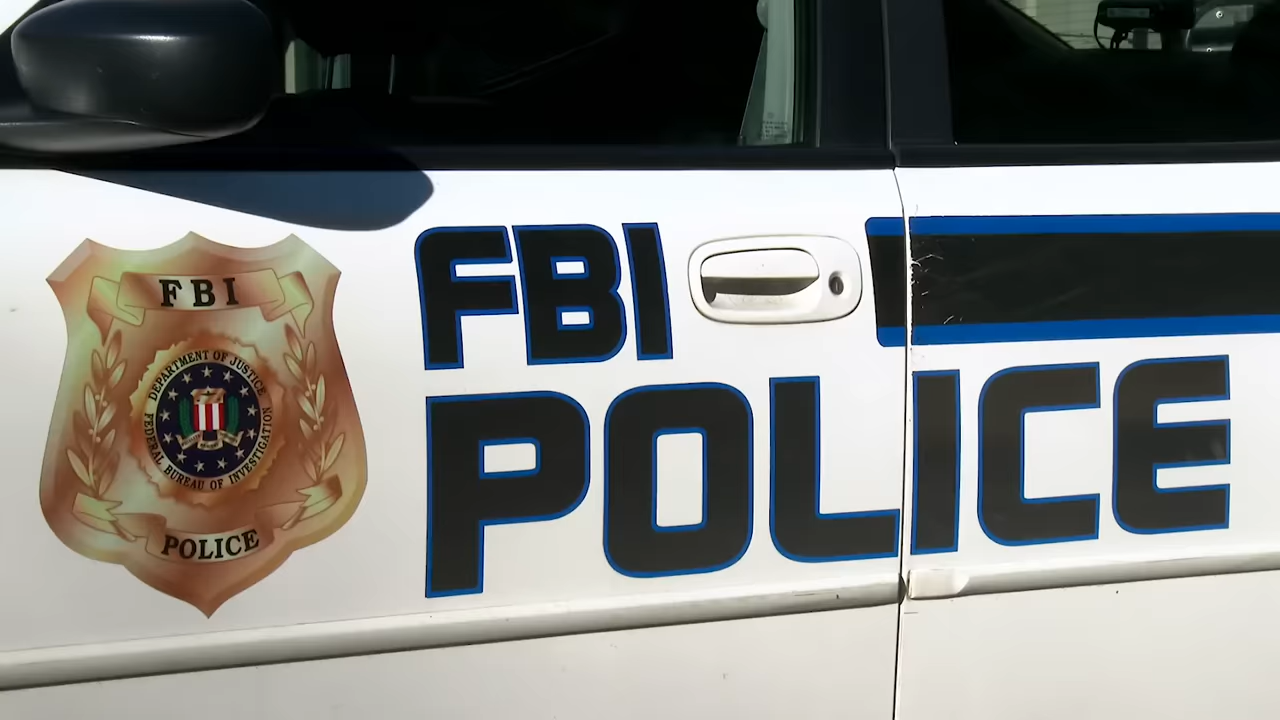 FBI
DEPARTMENT OF JUSTICE
FEDERAL BUREAU OF INVESTIGATION
POLICE
FBI
POLICE